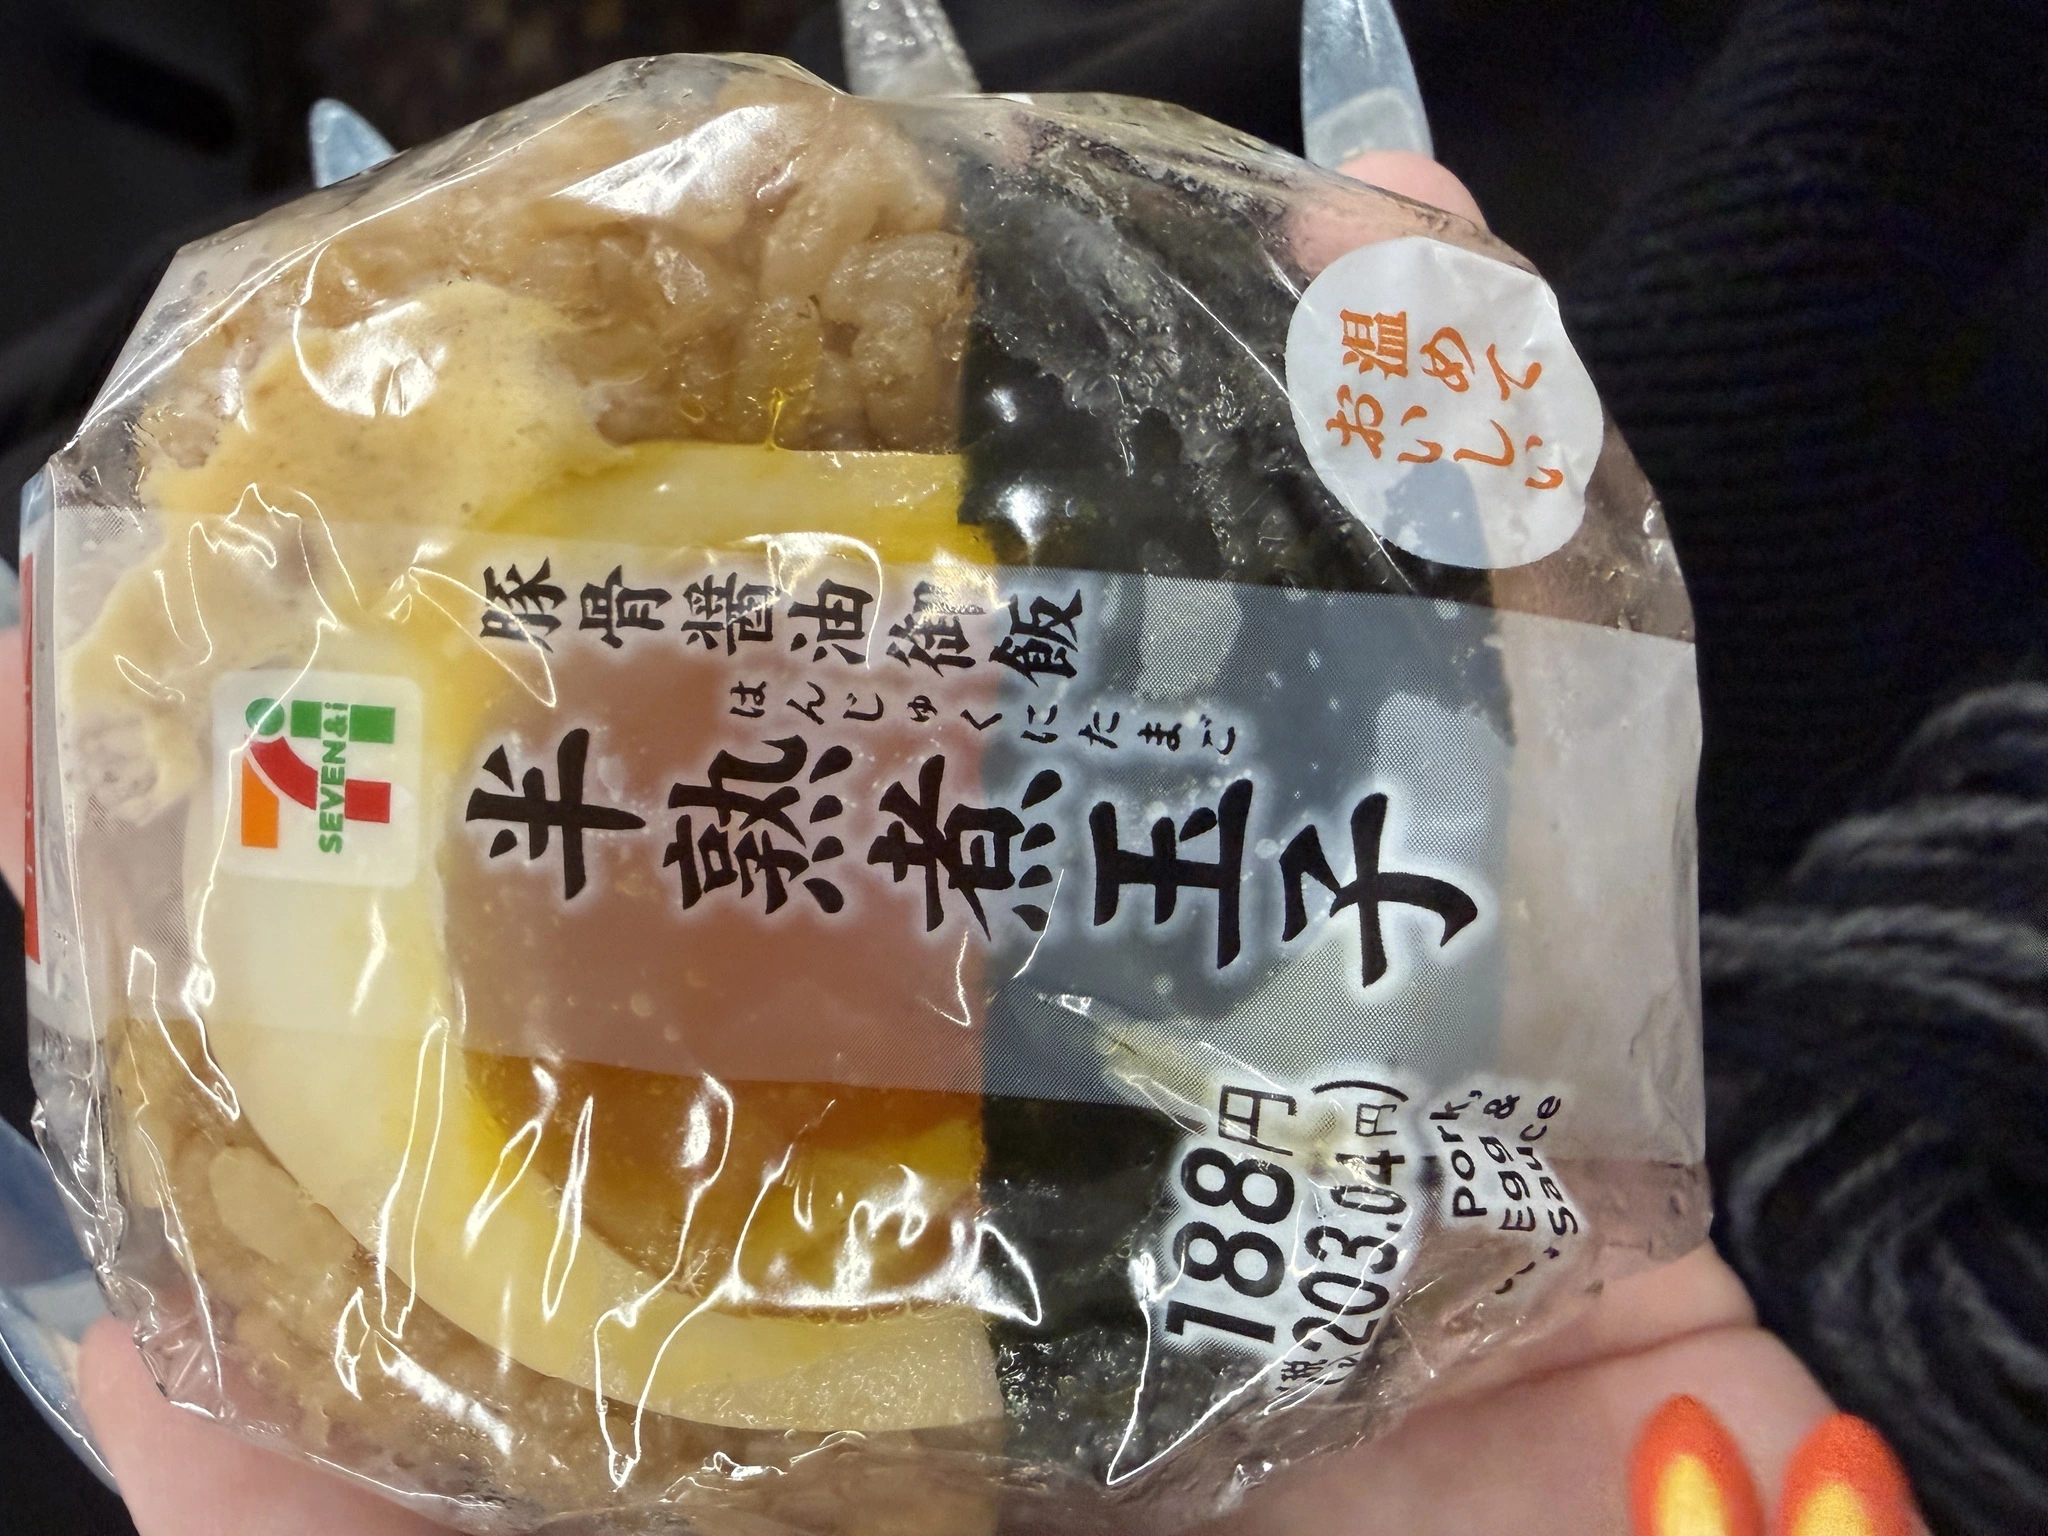 温めて
おいしい
豚骨醤油御飯
はんじゅくにたまご
半熟煮玉子
SEVEN&i
188円
203.04円)
Pork,
Egg &
Sauce